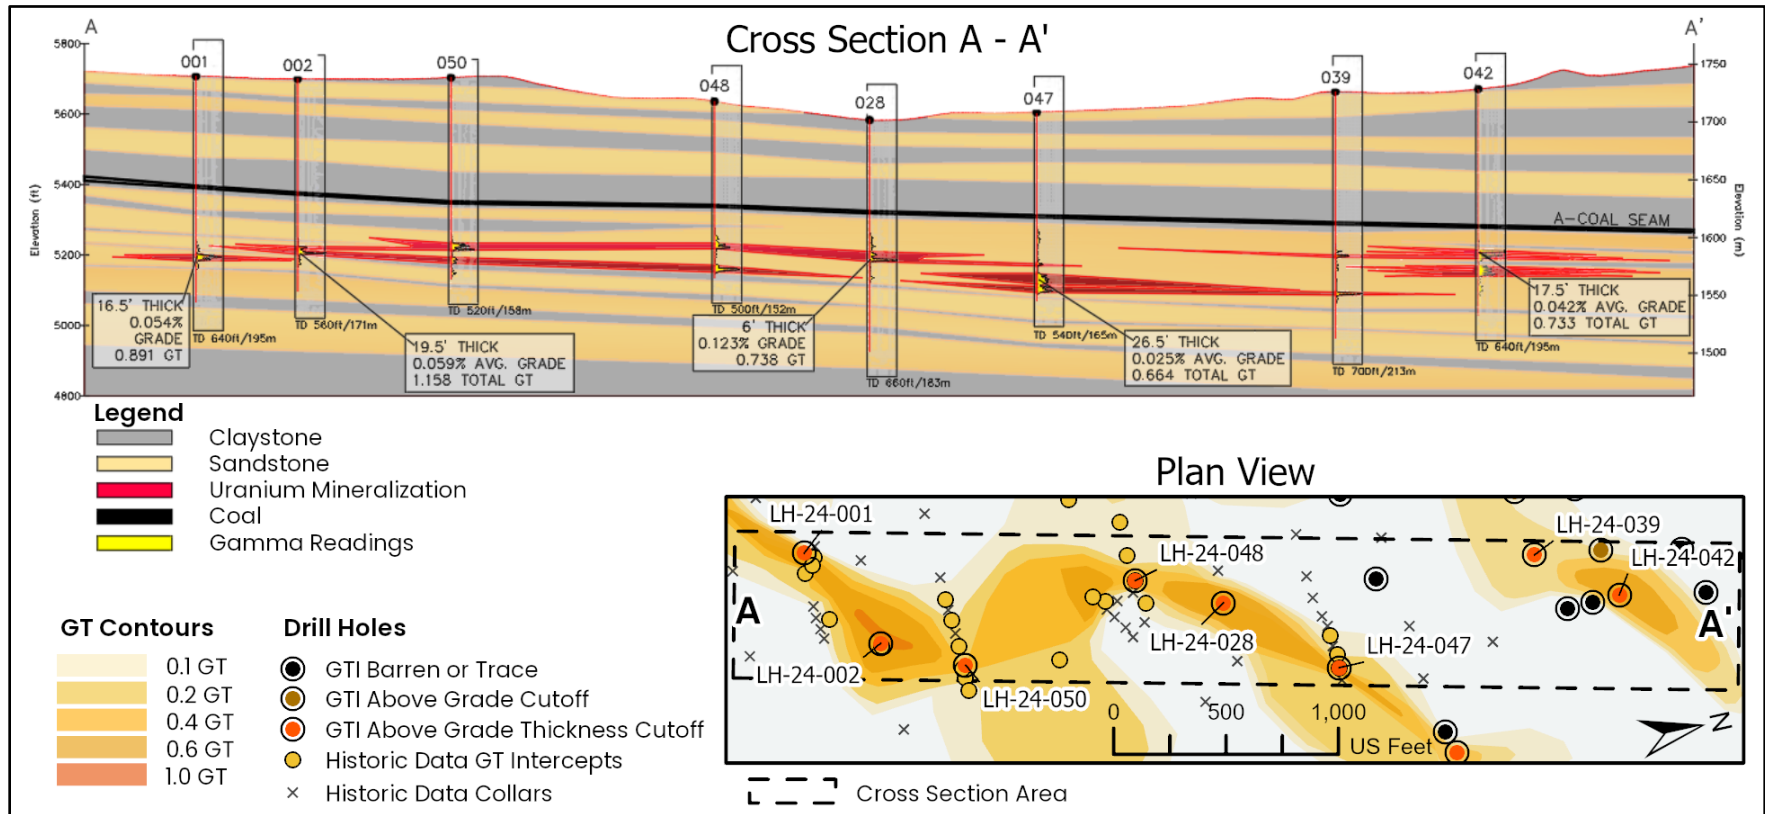 Cross Section A - A'
A
A'
5800
5600
5400
5200
5000
4800
Elevation (ft)
1750
1700
1650
1600
1550
1500
Elevation (m)
001
002
050
048
028
047
039
042
A-COAL SEAM
16.5' THICK
0.054%
GRADE
0.891 GT
TD 640ft/195m
TD 560ft/171m
19.5' THICK
0.059% AVG. GRADE
1.158 TOTAL GT
TD 520ft/158m
TD 500ft/152m
6' THICK
0.123% GRADE
0.738 GT
TD 660ft/183m
TD 540ft/165m
26.5' THICK
0.025% AVG. GRADE
0.664 TOTAL GT
TD 700ft/213m
17.5' THICK
0.042% AVG. GRADE
0.733 TOTAL GT
TD 640ft/195m
Legend
Claystone
Sandstone
Uranium Mineralization
Coal
Gamma Readings
GT Contours
0.1 GT
0.2 GT
0.4 GT
0.6 GT
1.0 GT
Drill Holes
GTI Barren or Trace
GTI Above Grade Cutoff
GTI Above Grade Thickness Cutoff
Historic Data GT Intercepts
Historic Data Collars
Plan View
LH-24-001
LH-24-048
LH-24-039
LH-24-042
A
A'
LH-24-028
LH-24-047
LH-24-002
LH-24-050
0 500 1,000
US Feet
N
Cross Section Area